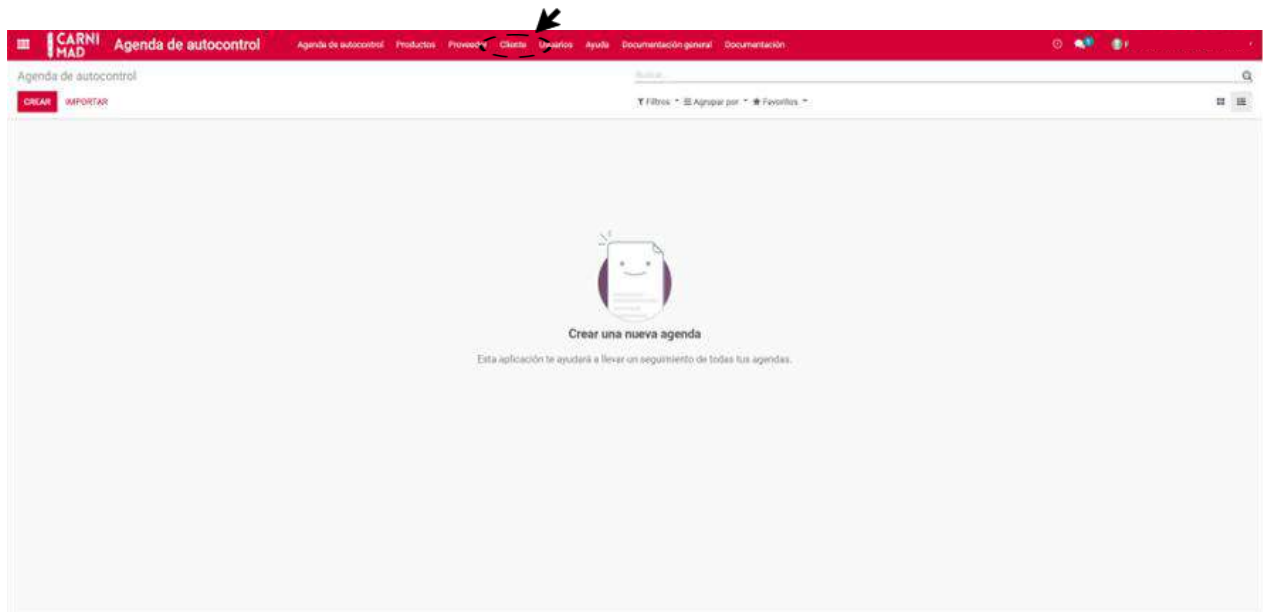 CARNI
MAD
Agenda de autocontrol
Agenda de autocontrol Productos Proveedor Cliente Usuarios Ayuda Documentación general Documentación
Agenda de autocontrol
Buscar...
CREAR IMPORTAR
Filtros Agrupar por Favoritos
Crear una nueva agenda
Esta aplicación te ayudará a llevar un seguimiento de todas tus agendas.